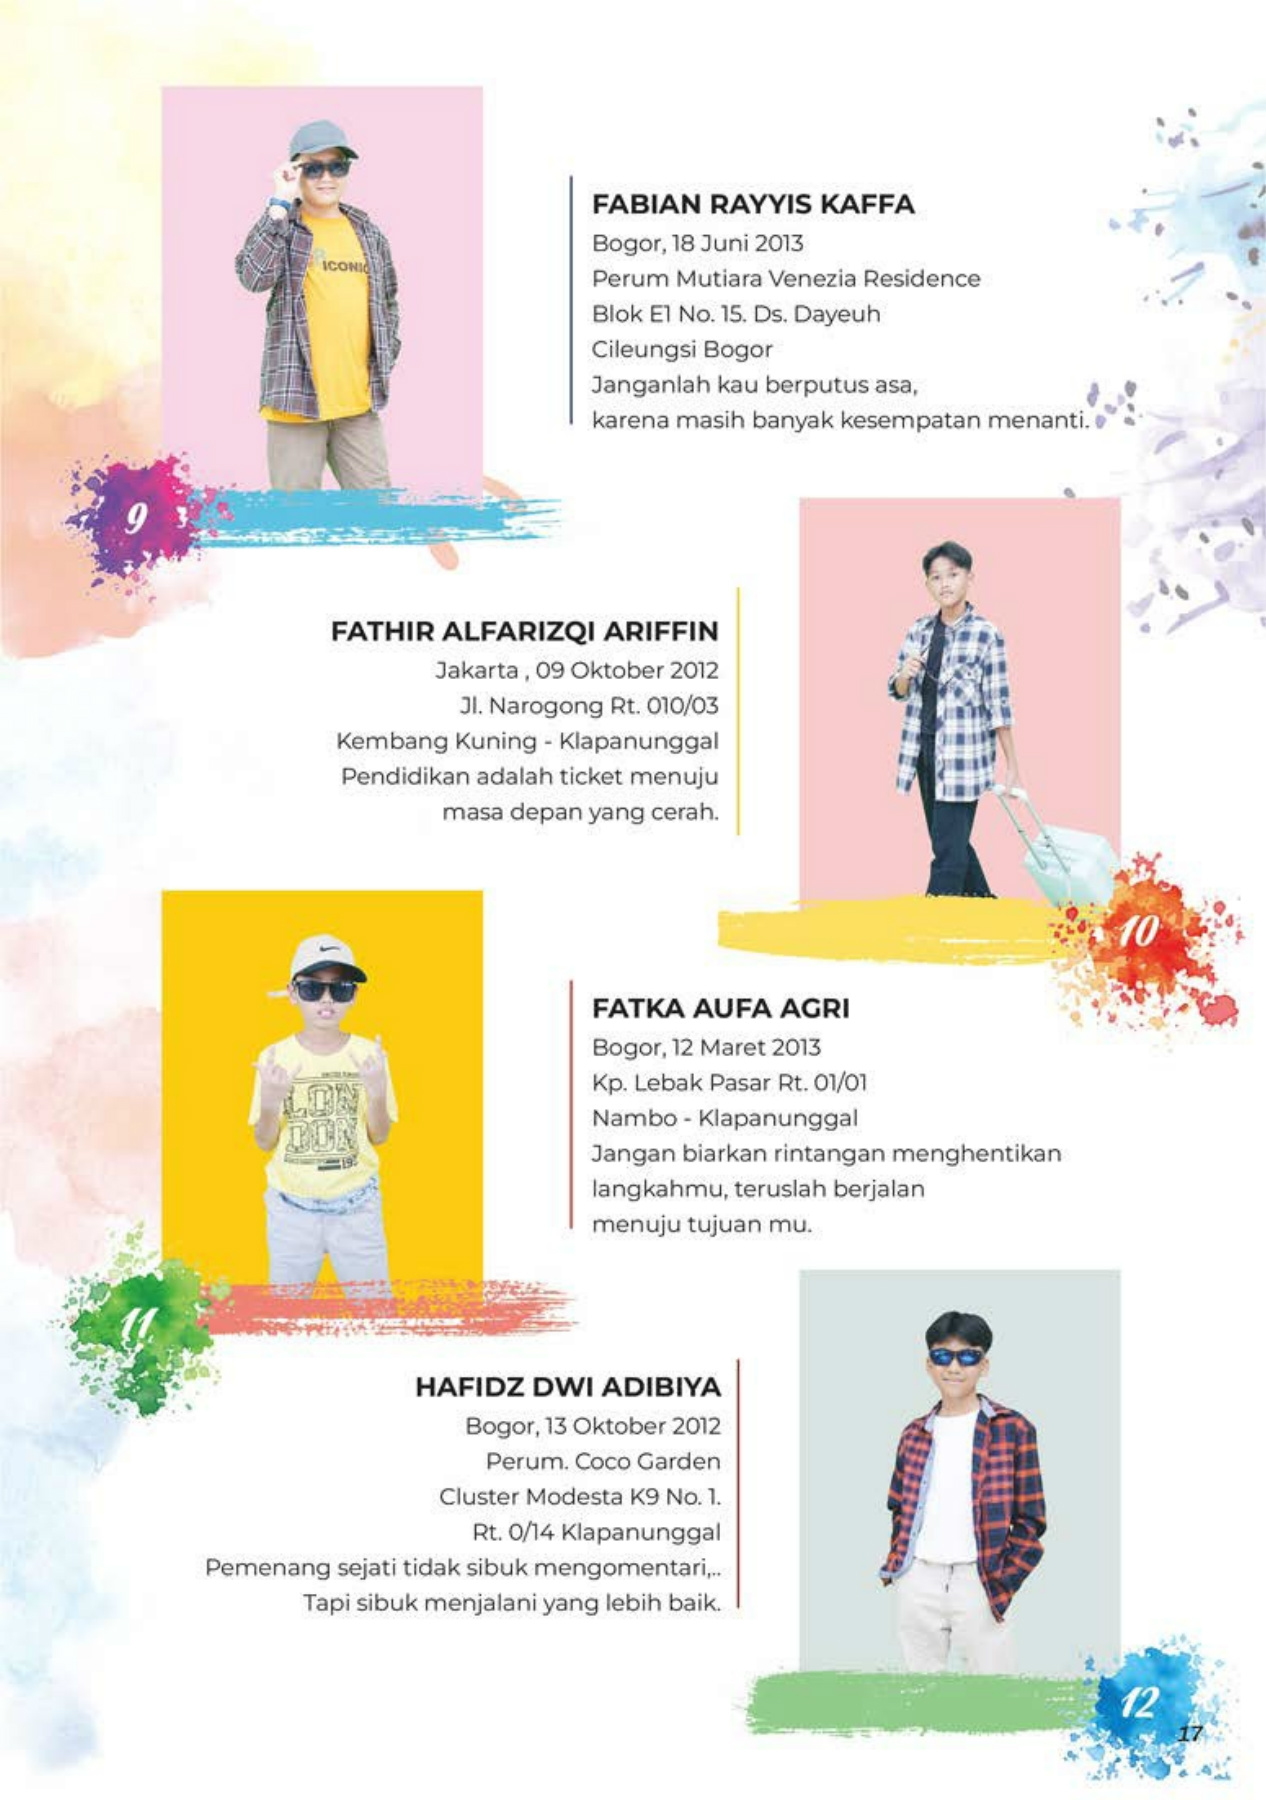 ICONIC
FABIAN RAYYIS KAFFA
Bogor, 18 Juni 2013
Perum Mutiara Venezia Residence
Blok E1 No. 15. Ds. Dayeuh
Cileungsi Bogor
Janganlah kau berputus asa,
karena masih banyak kesempatan menanti.
9
FATHIR ALFARIZQI ARIFFIN
Jakarta , 09 Oktober 2012
Jl. Narogong Rt. 010/03
Kembang Kuning - Klapanunggal
Pendidikan adalah ticket menuju
masa depan yang cerah.
10
LON
DON
FATKA AUFA AGRI
Bogor, 12 Maret 2013
Kp. Lebak Pasar Rt. 01/01
Nambo - Klapanunggal
Jangan biarkan rintangan menghentikan
langkahmu, teruslah berjalan
menuju tujuan mu.
11
HAFIDZ DWI ADIBIYA
Bogor, 13 Oktober 2012
Perum. Coco Garden
Cluster Modesta K9 No. 1.
Rt. 0/14 Klapanunggal
Pemenang sejati tidak sibuk mengomentari,..
Tapi sibuk menjalani yang lebih baik.
12
17